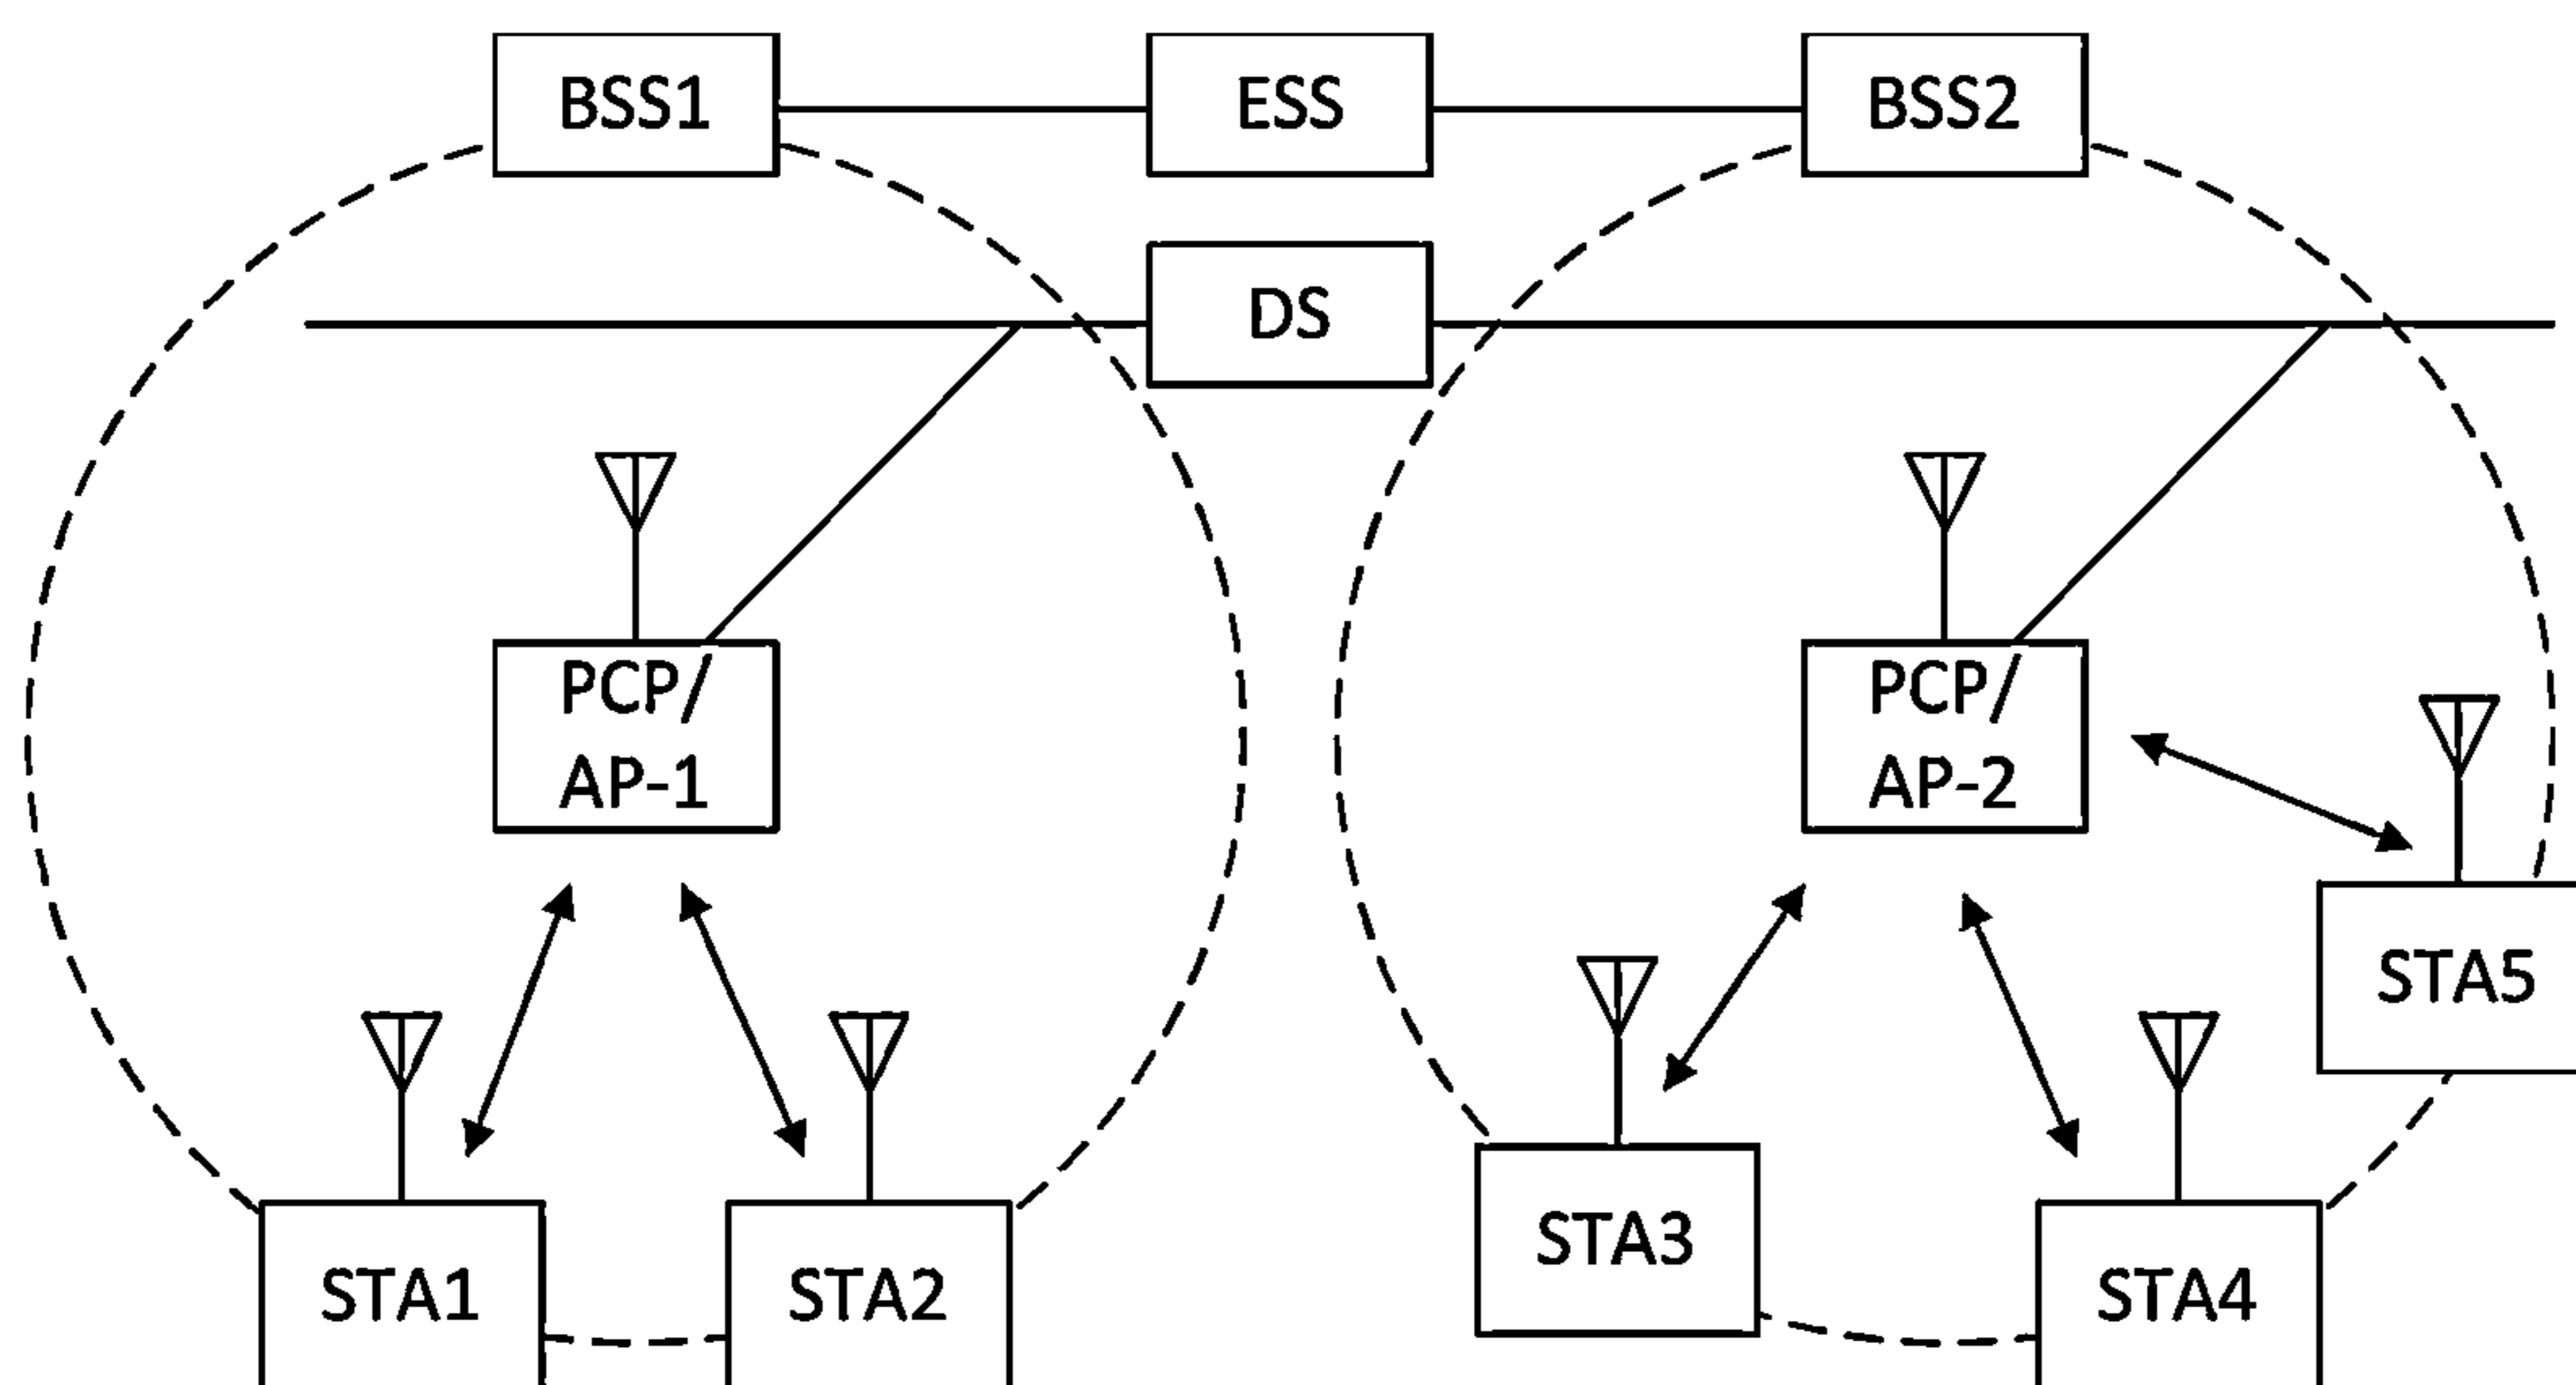 BSS1
ESS
BSS2
DS
PCP/
AP-1
PCP/
AP-2
STA5
STA3
STA1
STA2
STA4